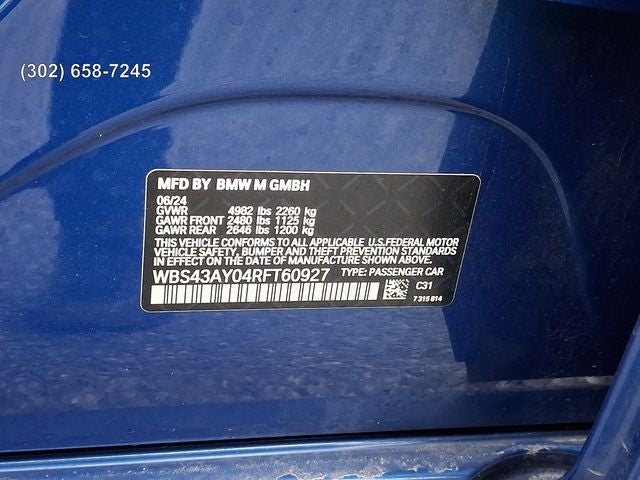 (302) 658-7245
MFD BY BMW M GMBH
06/24
GVWR 4982 lbs 2260 kg
GAWR FRONT 2480 lbs 1125 kg
GAWR REAR 2646 lbs 1200 kg
THIS VEHICLE CONFORMS TO ALL APPLICABLE U.S.FEDERAL MOTOR
VEHICLE SAFETY, BUMPER AND THEFT PREVENTION STANDARDS
IN EFFECT ON THE DATE OF MANUFACTURE SHOWN ABOVE.
WBS43AY04RFT60927 TYPE: PASSENGER CAR
C31
7 315 814